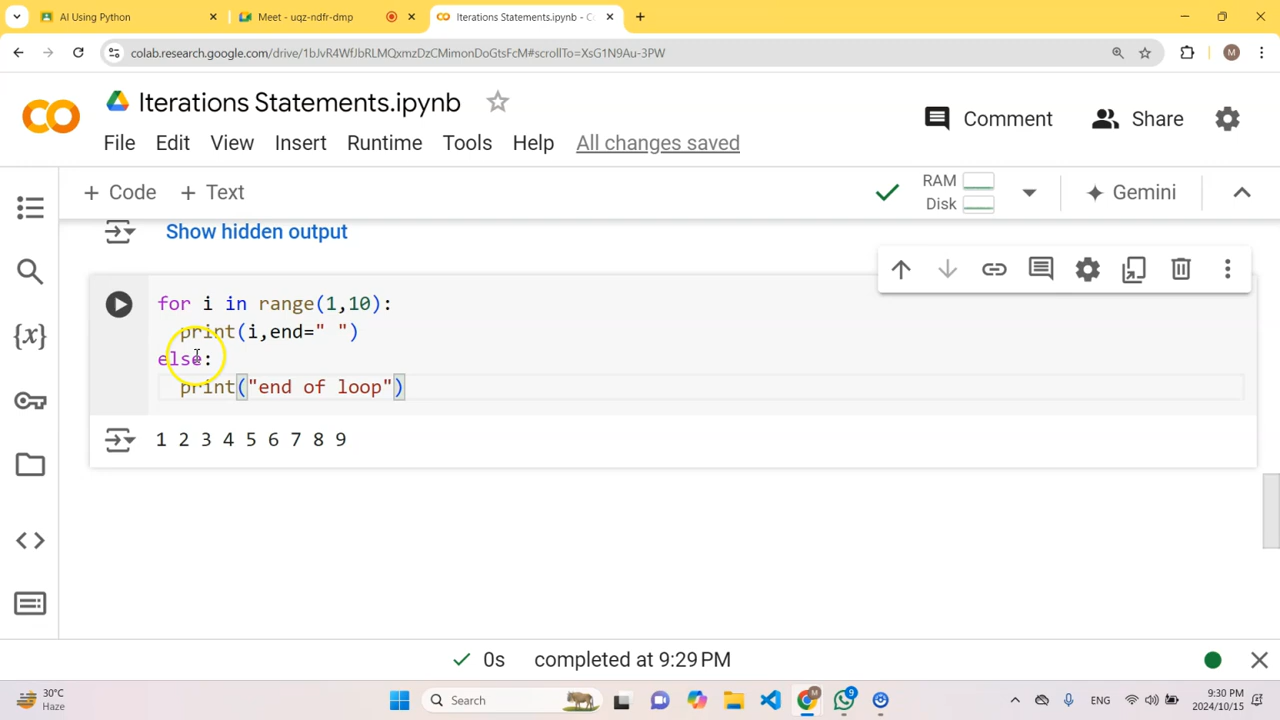 AI Using Python
Meet - uqz-ndfr-dmp
Iterations Statements.ipynb - C
colab.research.google.com/drive/1bJvR4WfJbRLMQxmzDzCMimonDoGtsFcM#scrollTo=XsG1N9Au-3PW
M
Iterations Statements.ipynb
Comment
Share
File Edit View Insert Runtime Tools Help All changes saved
+ Code + Text
RAM
Disk
Gemini
Show hidden output
for i in range(1,10):
print(i,end=" ")
else:
print("end of loop")
1 2 3 4 5 6 7 8 9
{x}
0s completed at 9:29 PM
30°C
Haze
Search
M
9
ENG
9:30 PM
2024/10/15